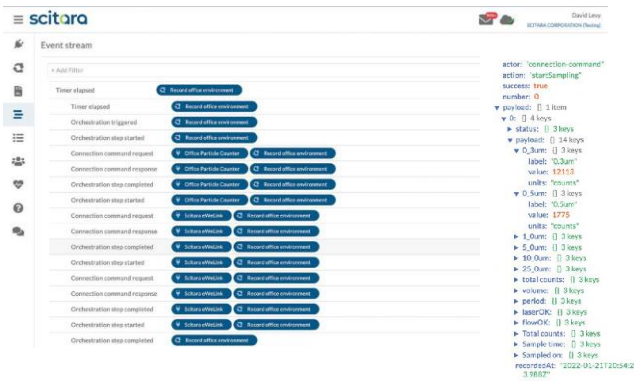 scitara
David Levy
SCITARA CORPORATION (Testing)
Event stream
+ Add Filter
Timer elapsed Record office environment
Timer elapsed Record office environment
Orchestration triggered Record office environment
Orchestration step started Record office environment
Connection command request Office Particle Counter Record office environment
Connection command response Office Particle Counter Record office environment
Orchestration step completed Office Particle Counter Record office environment
Orchestration step started Office Particle Counter Record office environment
Connection command request Scitara eWeLink Record office environment
Connection command response Scitara eWeLink Record office environment
Orchestration step completed Scitara eWeLink Record office environment
Orchestration step started Scitara eWeLink Record office environment
Connection command request Scitara eWeLink Record office environment
Connection command response Scitara eWeLink Record office environment
Orchestration step completed Scitara eWeLink Record office environment
Orchestration step started Scitara eWeLink Record office environment
Orchestration step completed Record office environment
actor: "connection-command"
action: "startSampling"
success: true
number: 0
payload: [] 1 item
0: {} 4 keys
status: {} 3 keys
payload: {} 14 keys
0_3um: {} 3 keys
label: "0.3um"
value: 12113
units: "counts"
0_5um: {} 3 keys
label: "0.5um"
value: 1775
units: "counts"
1_0um: {} 3 keys
5_0um: {} 3 keys
10_0um: {} 3 keys
25_0um: {} 3 keys
total counts: {} 3 keys
volume: {} 3 keys
period: {} 3 keys
laserOK: {} 3 keys
flowOK: {} 3 keys
Total counts: {} 3 keys
Sample time: {} 3 keys
Sampled on: {} 3 keys
recordedAt: "2022-01-21T20:54:2
3.988Z"